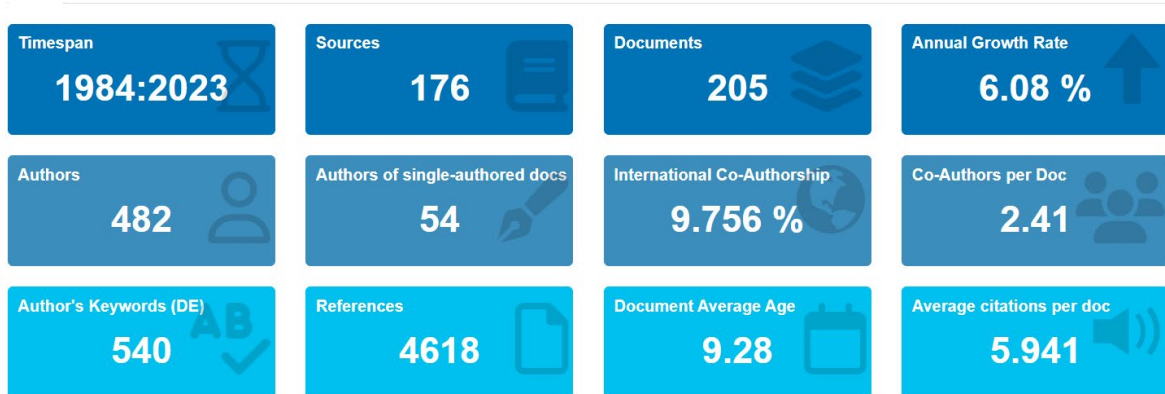 Timespan
1984:2023
Sources
176
Documents
205
Annual Growth Rate
6.08 %
Authors
482
Authors of single-authored docs
54
International Co-Authorship
9.756 %
Co-Authors per Doc
2.41
Author's Keywords (DE)
540
AB
References
4618
Document Average Age
9.28
Average citations per doc
5.941